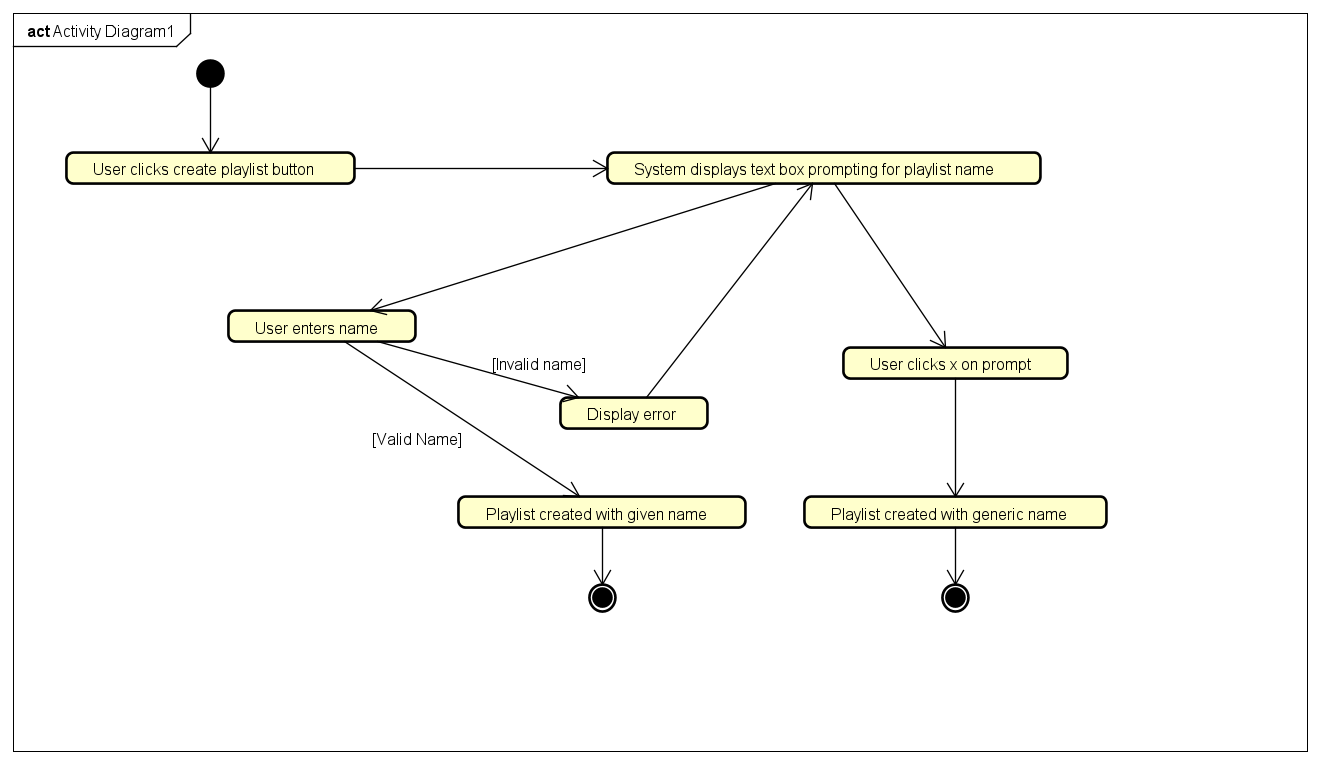 act Activity Diagram1
User clicks create playlist button
System displays text box prompting for playlist name
User enters name
[Invalid name]
User clicks x on prompt
Display error
[Valid Name]
Playlist created with given name
Playlist created with generic name